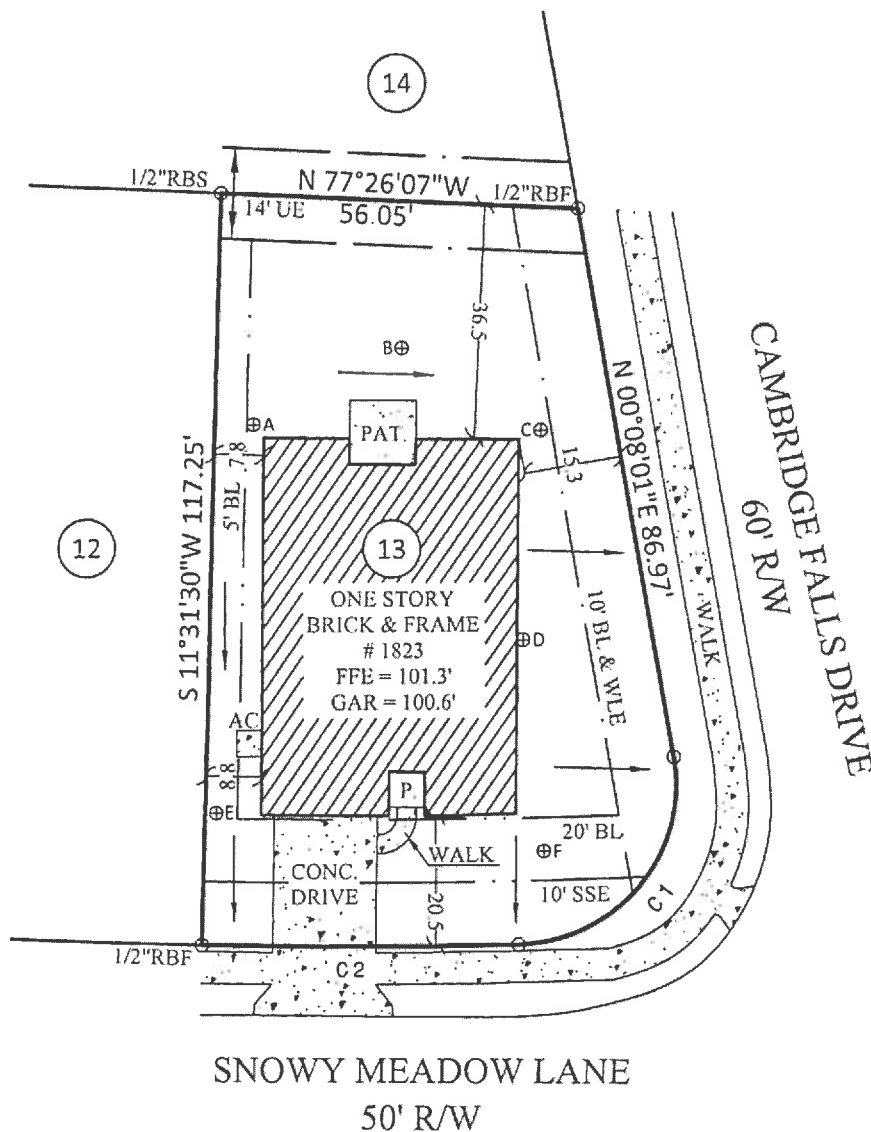 14
1/2"RBS
N 77°26'07"W
1/2"RBF
14' UE
56.05'
36.5
B
A
PAT.
C
7.8
15.3
5' BL
S 11°31'30"W 117.25'
N 00°08'01"E 86.97'
CAMBRIDGE FALLS DRIVE
60' R/W
12
13
ONE STORY
BRICK & FRAME
# 1823
FFE = 101.3'
GAR = 100.6'
D
10' BL & WLE
WALK
AC
8.8
P.
E
20' BL
F
WALK
CONC.
DRIVE
20.5
10' SSE
C1
1/2"RBF
C2
SNOWY MEADOW LANE
50' R/W